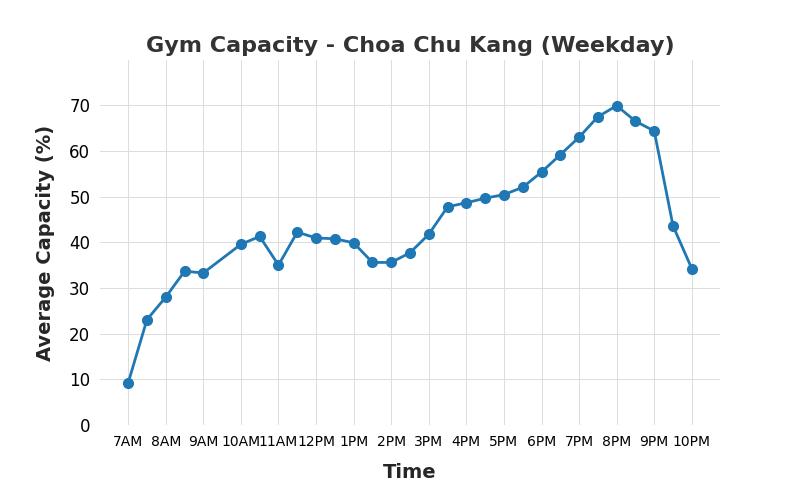 Gym Capacity - Choa Chu Kang (Weekday)
Average Capacity (%)
70
60
50
40
30
20
10
0
7AM 8AM 9AM 10AM 11AM 12PM 1PM 2PM 3PM 4PM 5PM 6PM 7PM 8PM 9PM 10PM
Time